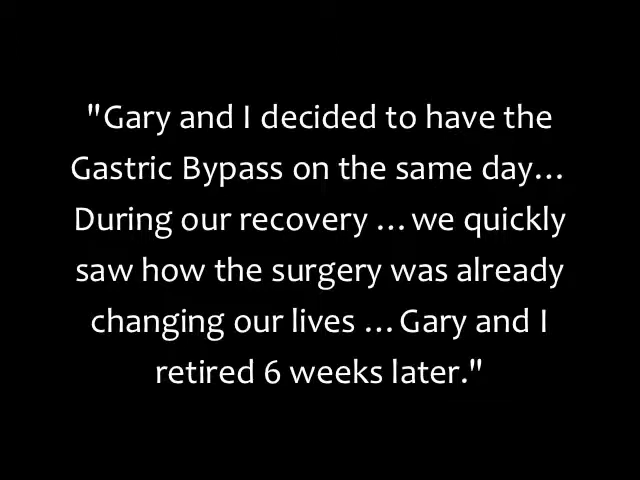 "Gary and I decided to have the
Gastric Bypass on the same day…
During our recovery …we quickly
saw how the surgery was already
changing our lives …Gary and I
retired 6 weeks later."